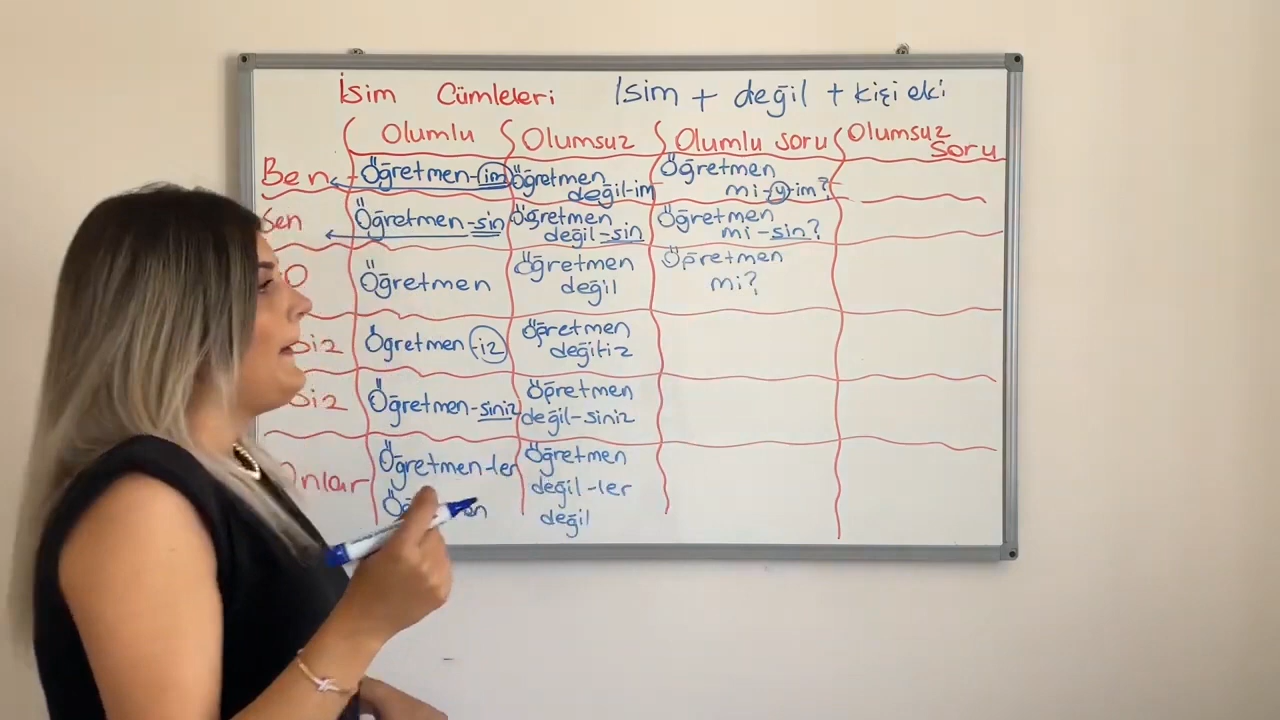 İsim Cümleleri Isim + değil + kişi eki
Olumlu Olumsuz Olumlu soru Olumsuz Soru
Ben Öğretmen-im Öğretmen değil-im Öğretmen mi-y-im?
Sen Öğretmen-sin Öğretmen değil-sin Öğretmen mi-sin?
O Öğretmen Öğretmen değil Öğretmen mi?
Öğretmen-iz Öğretmen değiliz
Öğretmen-siniz Öğretmen değil-siniz
Onlar Öğretmen-ler Öğretmen
değil-ler
değil